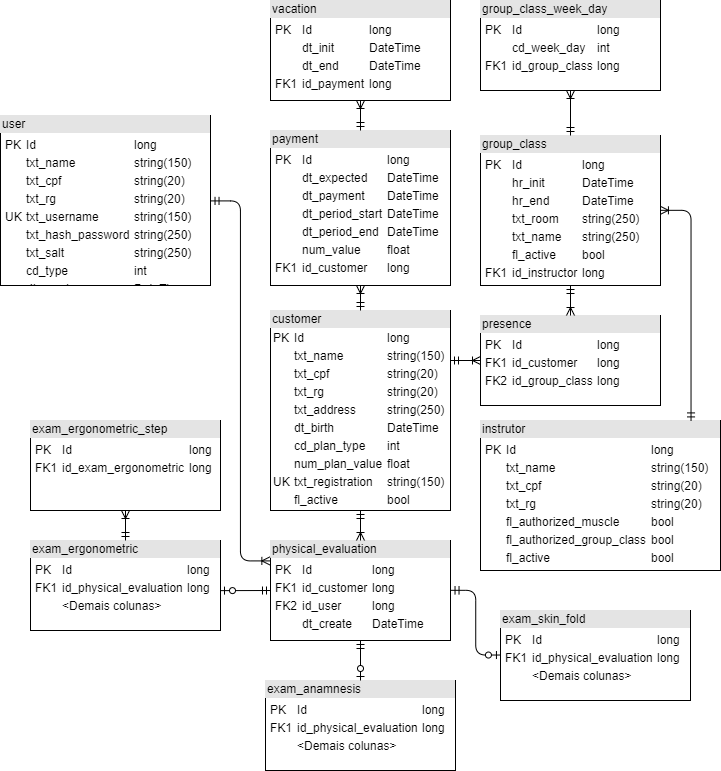 vacation
PK Id long
dt_init DateTime
dt_end DateTime
FK1 id_payment long
group_class_week_day
PK Id long
cd_week_day int
FK1 id_group_class long
user
PK Id long
txt_name string(150)
txt_cpf string(20)
txt_rg string(20)
UK txt_username string(150)
txt_hash_password string(250)
txt_salt string(250)
cd_type int
payment
PK Id long
dt_expected DateTime
dt_payment DateTime
dt_period_start DateTime
dt_period_end DateTime
num_value float
FK1 id_customer long
group_class
PK Id long
hr_init DateTime
hr_end DateTime
txt_room string(250)
txt_name string(250)
fl_active bool
FK1 id_instructor long
customer
PK Id long
txt_name string(150)
txt_cpf string(20)
txt_rg string(20)
txt_address string(250)
dt_birth DateTime
cd_plan_type int
num_plan_value float
UK txt_registration string(150)
fl_active bool
presence
PK Id long
FK1 id_customer long
FK2 id_group_class long
exam_ergonometric_step
PK Id long
FK1 id_exam_ergonometric long
instrutor
PK Id long
txt_name string(150)
txt_cpf string(20)
txt_rg string(20)
fl_authorized_muscle bool
fl_authorized_group_class bool
fl_active bool
exam_ergonometric
PK Id long
FK1 id_physical_evaluation long
<Demais colunas>
physical_evaluation
PK Id long
FK1 id_customer long
FK2 id_user long
dt_create DateTime
exam_skin_fold
PK Id long
FK1 id_physical_evaluation long
<Demais colunas>
exam_anamnesis
PK Id long
FK1 id_physical_evaluation long
<Demais colunas>